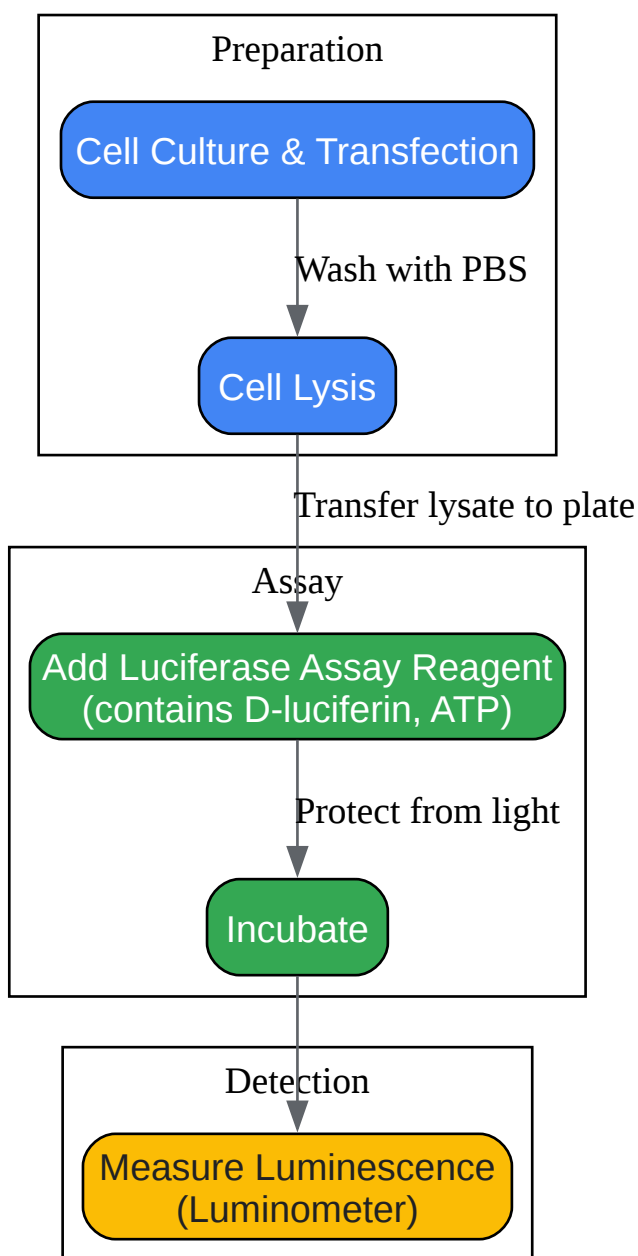 Preparation
Cell Culture & Transfection
Wash with PBS
Cell Lysis
Transfer lysate to plate
Assay
Add Luciferase Assay Reagent
(contains D-luciferin, ATP)
Protect from light
Incubate
Detection
Measure Luminescence
(Luminometer)